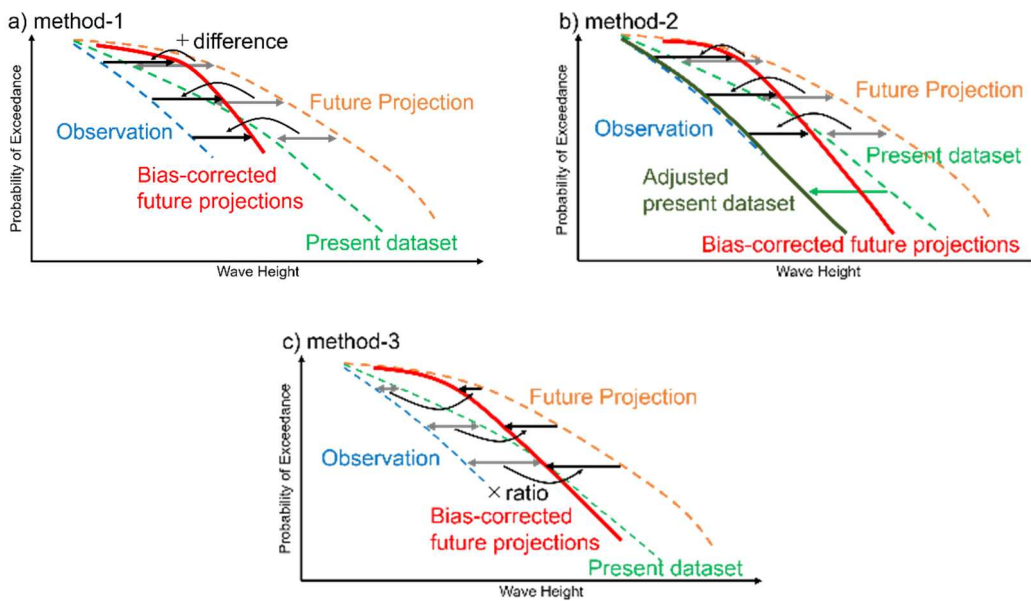 a) method-1
+ difference
Future Projection
Observation
Bias-corrected
future projections
Present dataset
Probability of Exceedance
Wave Height
b) method-2
Future Projection
Observation
Present dataset
Adjusted
present dataset
Bias-corrected future projections
Probability of Exceedance
Wave Height
c) method-3
Future Projection
Observation
× ratio
Bias-corrected
future projections
Present dataset
Probability of Exceedance
Wave Height